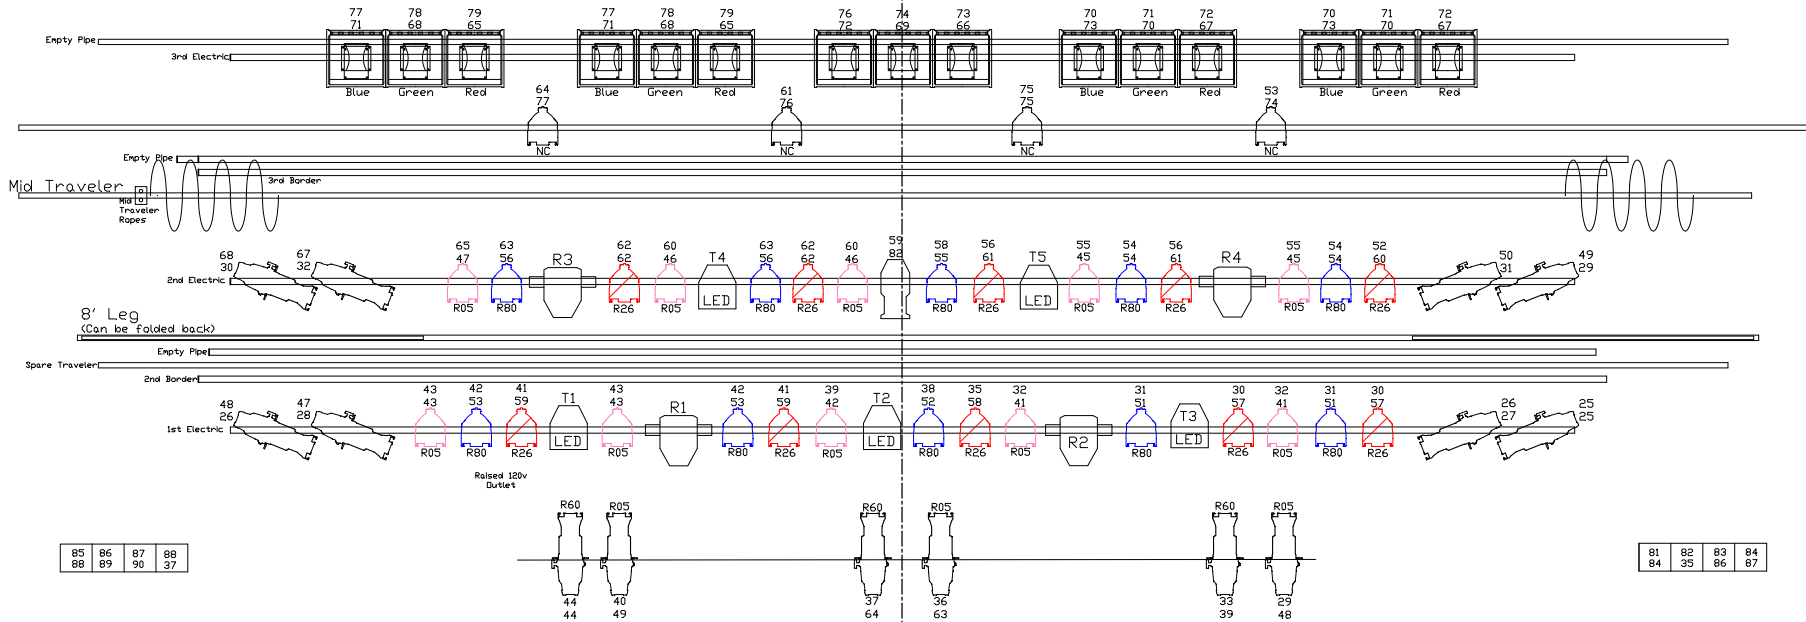 77 78 79 77 78 79 76 74 73 70 71 72 70 71 72
71 68 65 71 68 65 72 69 66 73 70 67 73 70 67
Empty Pipe
3rd Electric
Blue Green Red Blue Green Red Blue Green Red Blue Green Red
64 61 75 53
77 76 75 74
NC NC NC NC
Empty Pipe
3rd Border
Mid Traveler
Mid
Traveler
Ropes
68 67 65 63 R3 62 60 T4 63 62 60 59 58 56 T5 55 54 56 R4 55 54 52 50 49
30 32 47 56 62 46 56 62 46 82 55 61 45 54 61 45 54 60 31 29
2nd Electric
LED LED
R05 R80 R26 R05 R80 R26 R05 R80 R26 R05 R80 R26 R05 R80 R26
8' Leg
(Can be folded back)
Empty Pipe
Spare Traveler
2nd Border
48 47 43 42 41 T1 43 R1 42 41 39 T2 38 35 32 31 T3 30 32 31 30 26 25
26 28 43 53 59 43 53 59 42 52 58 41 51 57 41 51 57 27 25
1st Electric
LED LED R2 LED
R05 R80 R26 R05 R80 R26 R05 R80 R26 R05 R80 R26 R05 R80 R26
Raised 120v
Outlet
R60 R05 R60 R05 R60 R05
44 40 37 36 33 29
44 49 64 63 39 48
85 86 87 88
88 89 90 37
81 82 83 84
84 35 86 87